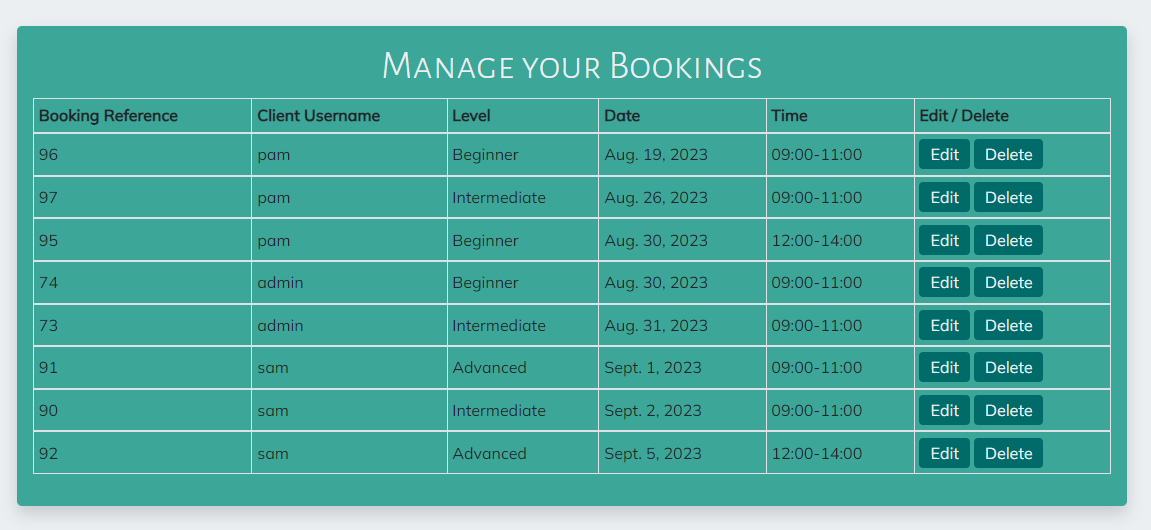 Manage your Bookings
Booking Reference Client Username Level Date Time Edit / Delete
96 pam Beginner Aug. 19, 2023 09:00-11:00 Edit Delete
97 pam Intermediate Aug. 26, 2023 09:00-11:00 Edit Delete
95 pam Beginner Aug. 30, 2023 12:00-14:00 Edit Delete
74 admin Beginner Aug. 30, 2023 09:00-11:00 Edit Delete
73 admin Intermediate Aug. 31, 2023 09:00-11:00 Edit Delete
91 sam Advanced Sept. 1, 2023 09:00-11:00 Edit Delete
90 sam Intermediate Sept. 2, 2023 09:00-11:00 Edit Delete
92 sam Advanced Sept. 5, 2023 12:00-14:00 Edit Delete